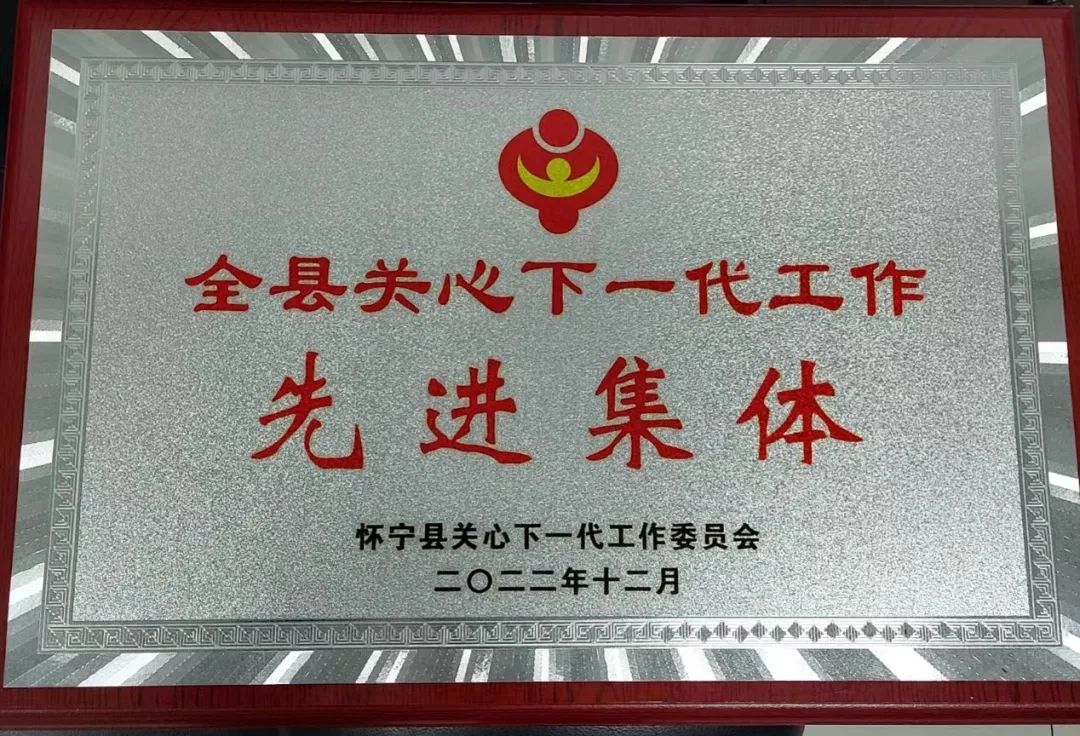 全县关心下一代工作
先进集体
怀宁县关心下一代工作委员会
二〇二二年十二月